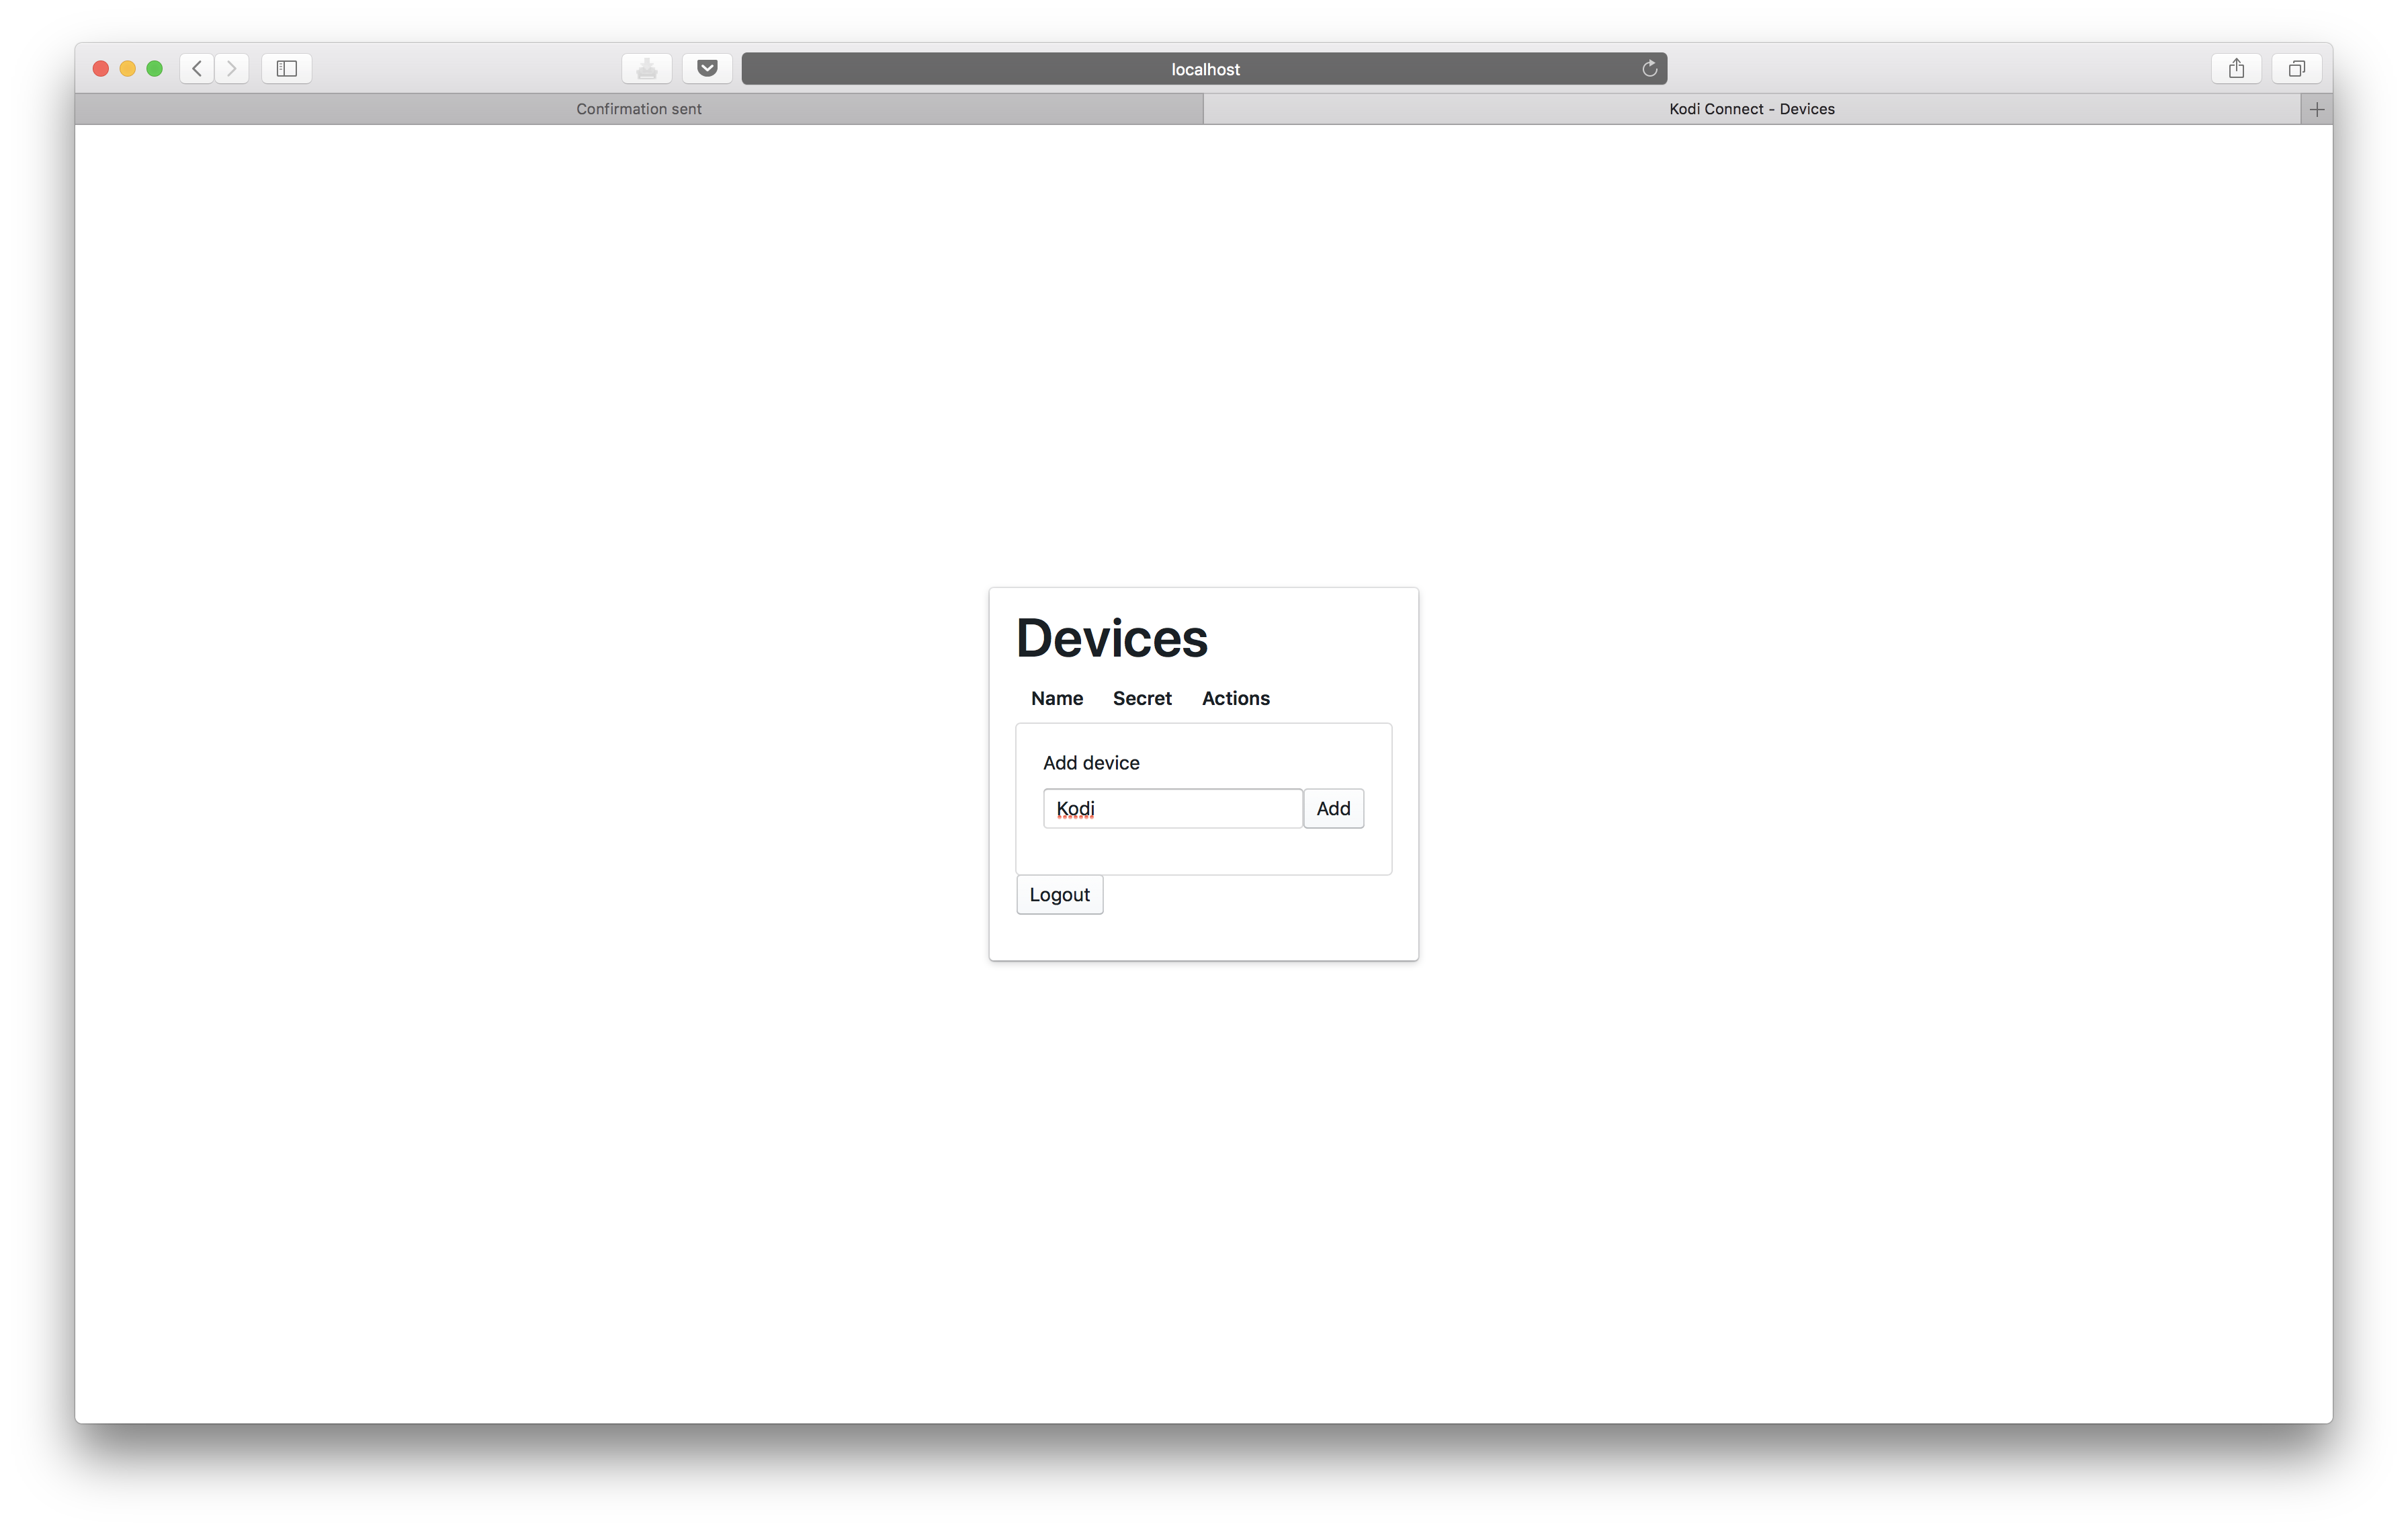 localhost
Confirmation sent
Kodi Connect - Devices
Devices
Name Secret Actions
Add device
Kodi Add
Logout